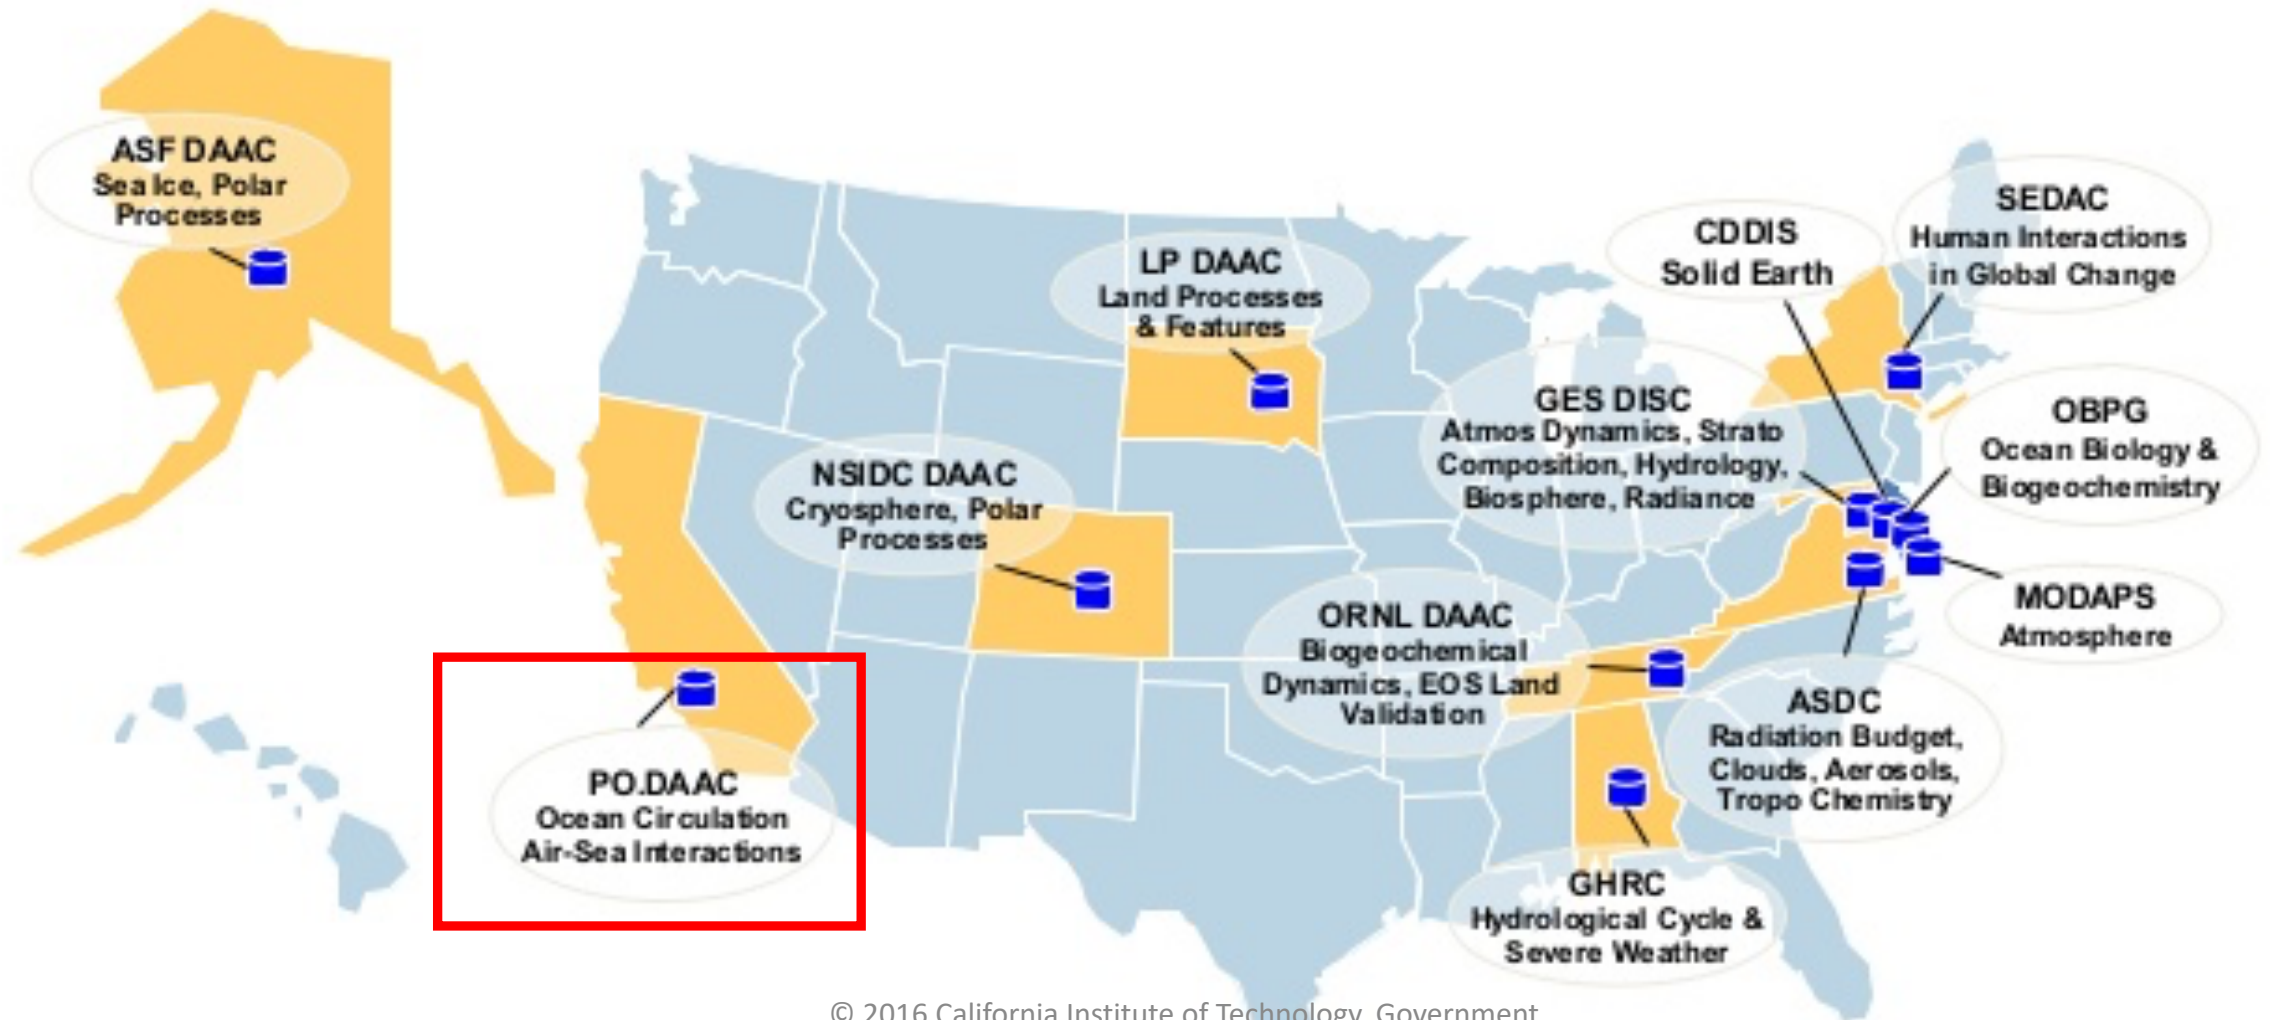 ASF DAAC
Sea Ice, Polar
Processes
LP DAAC
Land Processes
& Features
CDDIS
Solid Earth
SEDAC
Human Interactions
in Global Change
GES DISC
Atmos Dynamics, Strato
Composition, Hydrology,
Biosphere, Radiance
OBPG
Ocean Biology &
Biogeochemistry
NSIDC DAAC
Cryosphere, Polar
Processes
MODAPS
Atmosphere
ORNL DAAC
Biogeochemical
Dynamics, EOS Land
Validation
ASDC
Radiation Budget,
Clouds, Aerosols,
Tropo Chemistry
PO.DAAC
Ocean Circulation
Air-Sea Interactions
GHRC
Hydrological Cycle &
Severe Weather
© 2016 California Institute of Technology. Government